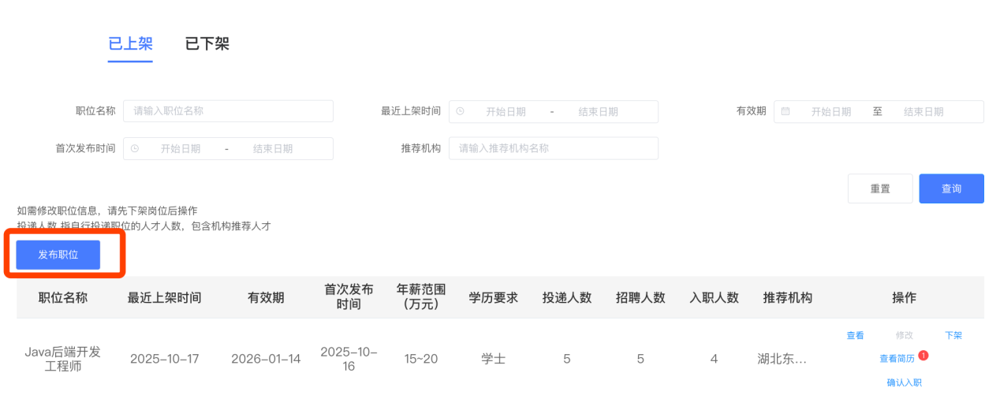 已上架 已下架
职位名称 请输入职位名称 最近上架时间 开始日期 - 结束日期 有效期 开始日期 至 结束日期
首次发布时间 开始日期 - 结束日期 推荐机构 请输入推荐机构名称
重置 查询
如需修改职位信息，请先下架岗位后操作
投递人数 指自行投递职位的人才人数，包含机构推荐人才
发布职位
职位名称 最近上架时间 有效期 首次发布时间 年薪范围（万元） 学历要求 投递人数 招聘人数 入职人数 推荐机构 操作
Java后端开发工程师 2025-10-17 2026-01-14 2025-10-16 15~20 学士 5 5 4 湖北东... 查看 修改 下架
查看简历 1
确认入职